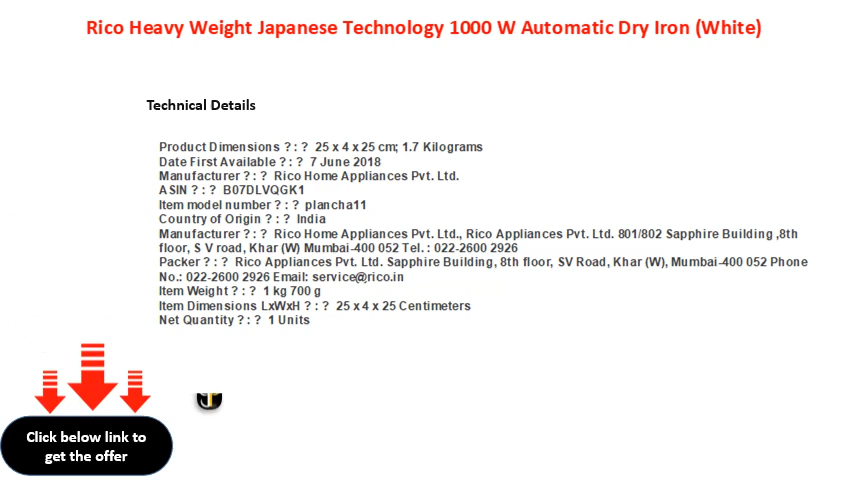 Rico Heavy Weight Japanese Technology 1000 W Automatic Dry Iron (White)
Technical Details
Product Dimensions ? : ? 25 x 4 x 25 cm; 1.7 Kilograms
Date First Available ? : ? 7 June 2018
Manufacturer ? : ? Rico Home Appliances Pvt. Ltd.
ASIN ? : ? B07DLVQGK1
Item model number ? : ? plancha11
Country of Origin ? : ? India
Manufacturer ? : ? Rico Home Appliances Pvt. Ltd., Rico Appliances Pvt. Ltd. 801/802 Sapphire Building ,8th
floor, S V road, Khar (W) Mumbai-400 052 Tel. : 022-2600 2926
Packer ? : ? Rico Appliances Pvt. Ltd. Sapphire Building, 8th floor, SV Road, Khar (W), Mumbai-400 052 Phone
No.: 022-2600 2926 Email: service@rico.in
Item Weight ? : ? 1 kg 700 g
Item Dimensions LxWxH ? : ? 25 x 4 x 25 Centimeters
Net Quantity ? : ? 1 Units
Click below link to
get the offer